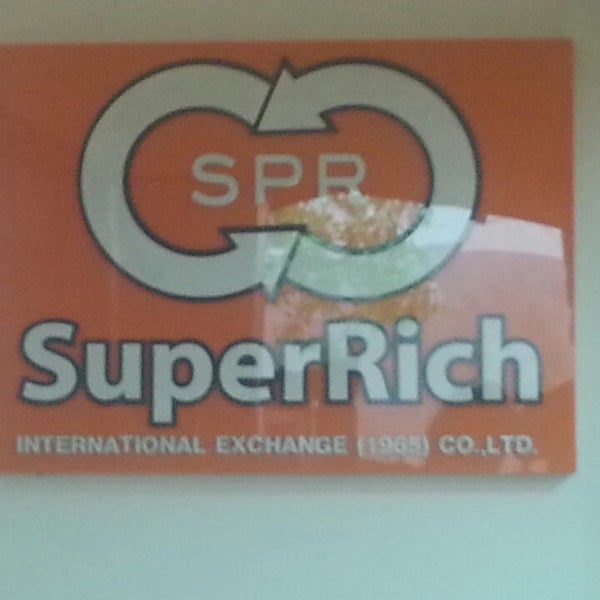 SPR
SuperRich
INTERNATIONAL EXCHANGE (1965) CO.,LTD.